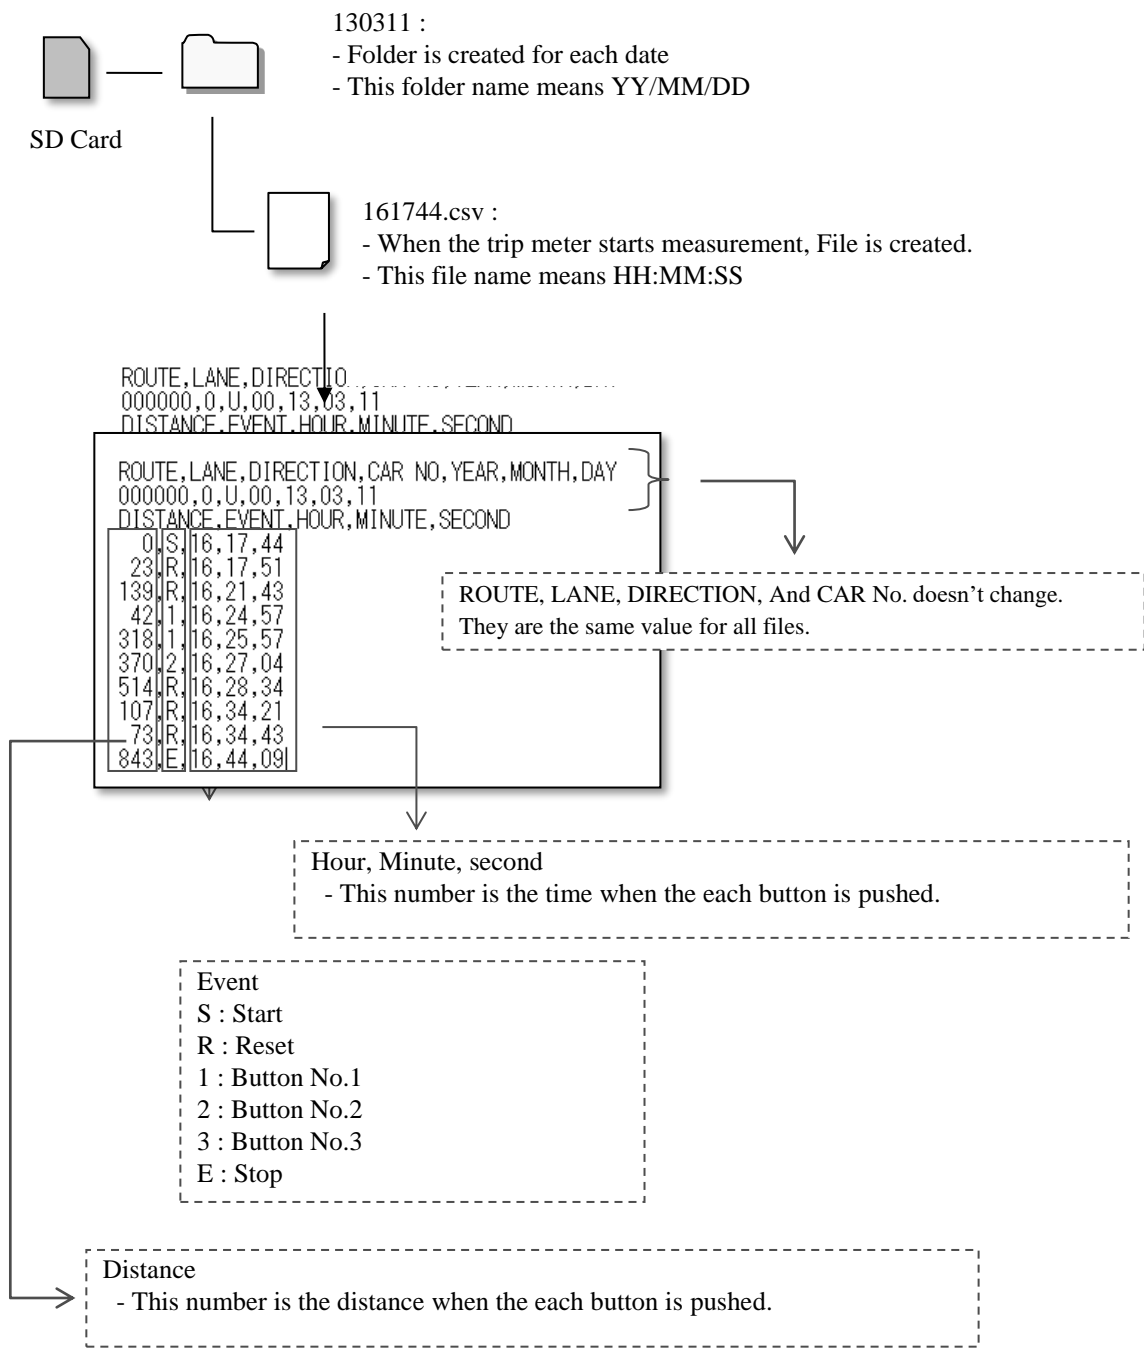 130311 :
- Folder is created for each date
- This folder name means YY/MM/DD
SD Card
161744.csv :
- When the trip meter starts measurement, File is created.
- This file name means HH:MM:SS
ROUTE,LANE,DIRECTIO
000000,0,U,00,13,03,11
DISTANCE,EVENT,HOUR,MINUTE,SECOND
ROUTE,LANE,DIRECTION,CAR NO,YEAR,MONTH,DAY
000000,0,U,00,13,03,11
DISTANCE,EVENT,HOUR,MINUTE,SECOND
0,S,16,17,44
23,R,16,17,51
139,R,16,21,43
42,1,16,24,57
318,1,16,25,57
370,2,16,27,04
514,R,16,28,34
107,R,16,34,21
73,R,16,34,43
843,E,16,44,09
ROUTE, LANE, DIRECTION, And CAR No. doesn’t change.
They are the same value for all files.
Hour, Minute, second
- This number is the time when the each button is pushed.
Event
S : Start
R : Reset
1 : Button No.1
2 : Button No.2
3 : Button No.3
E : Stop
Distance
- This number is the distance when the each button is pushed.